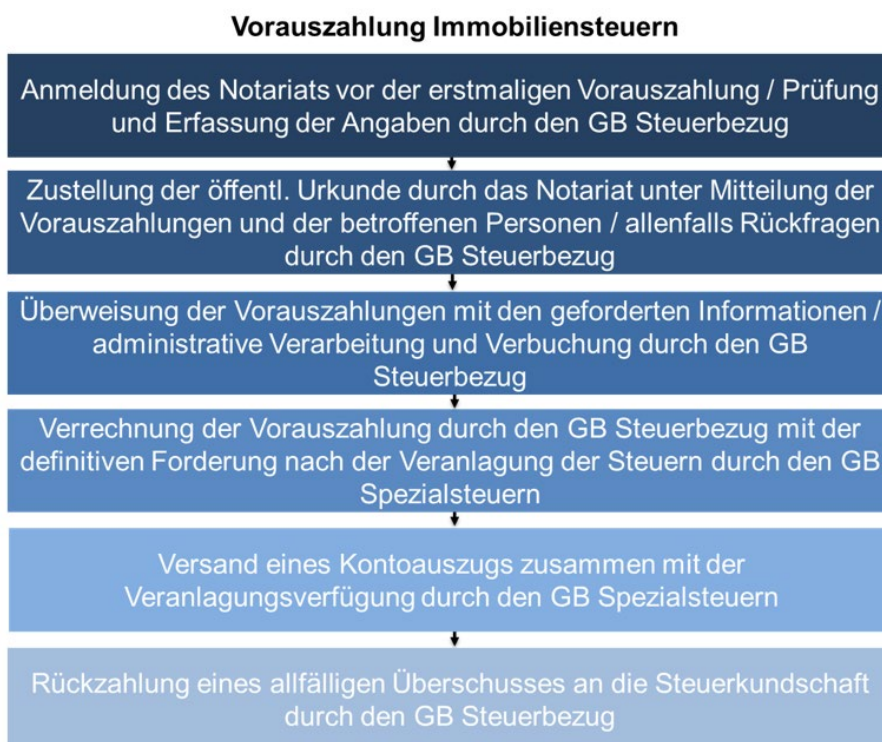 Vorauszahlung Immobiliensteuern
Anmeldung des Notariats vor der erstmaligen Vorauszahlung / Prüfung
und Erfassung der Angaben durch den GB Steuerbezug
Zustellung der öffentl. Urkunde durch das Notariat unter Mitteilung der
Vorauszahlungen und der betroffenen Personen / allenfalls Rückfragen
durch den GB Steuerbezug
Überweisung der Vorauszahlungen mit den geforderten Informationen /
administrative Verarbeitung und Verbuchung durch den GB
Steuerbezug
Verrechnung der Vorauszahlung durch den GB Steuerbezug mit der
definitiven Forderung nach der Veranlagung der Steuern durch den GB
Spezialsteuern
Versand eines Kontoauszugs zusammen mit der
Veranlagungsverfügung durch den GB Spezialsteuern
Rückzahlung eines allfälligen Überschusses an die Steuerkundschaft
durch den GB Steuerbezug